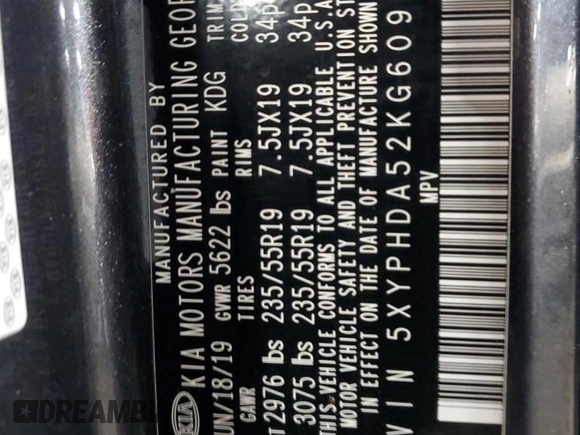 MANUFACTURED BY
KIA KIA MOTORS MANUFACTURING GEOR
UN/18/19 GVWR 5622 lbs PAINT KDG TRIM
GAWR TIRES RIMS COLD
T 2976 lbs 235/55R19 7.5JX19 34p
3075 lbs 235/55R19 7.5JX19 34p
THIS VEHICLE CONFORMS TO ALL APPLICABLE U.S.A
MOTOR VEHICLE SAFETY AND THEFT PREVENTION ST
IN EFFECT ON THE DATE OF MANUFACTURE SHOWN
VIN 5XYPHDA52KG609
MPV
DREAMB